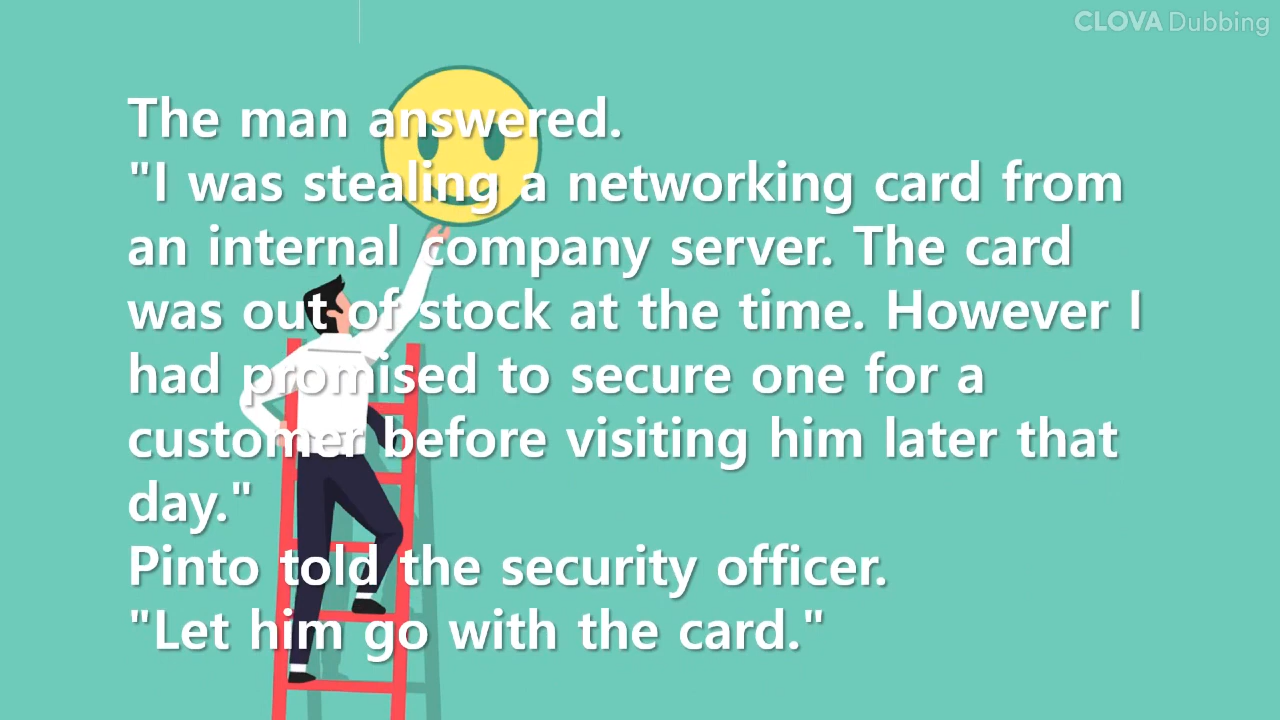 CLOVA Dubbing
The man answered.
"I was stealing a networking card from
an internal company server. The card
was out of stock at the time. However I
had promised to secure one for a
customer before visiting him later that
day."
Pinto told the security officer.
"Let him go with the card."